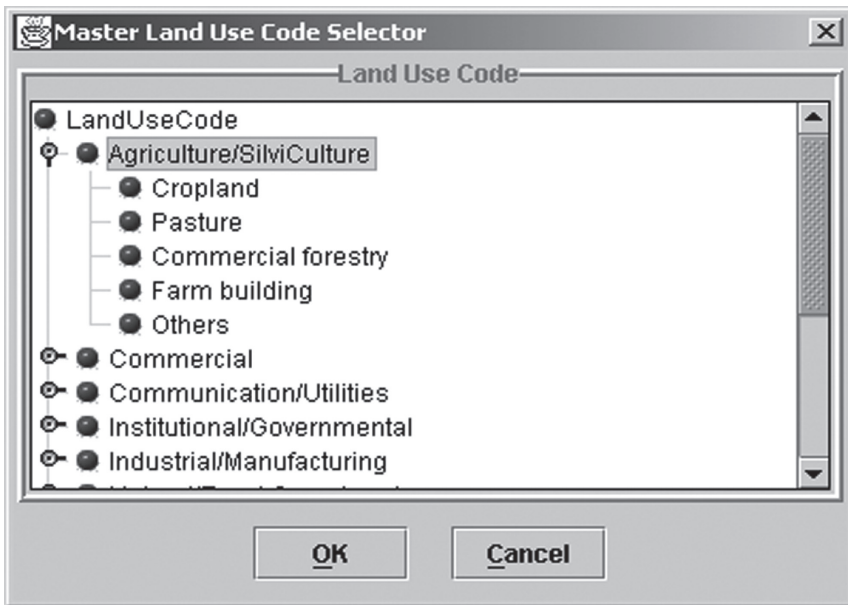 Master Land Use Code Selector
Land Use Code
LandUseCode
Agriculture/SilviCulture
Cropland
Pasture
Commercial forestry
Farm building
Others
Commercial
Communication/Utilities
Institutional/Governmental
Industrial/Manufacturing
OK Cancel